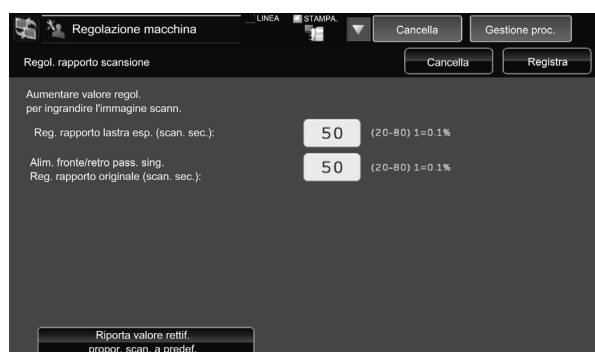 Regolazione macchina
LINEA
STAMPA.
Cancella
Gestione proc.
Regol. rapporto scansione
Cancella
Registra
Aumentare valore regol.
per ingrandire l'immagine scann.
Reg. rapporto lastra esp. (scan. sec.):
50
(20-80) 1=0.1%
Alim. fronte/retro pass. sing.
Reg. rapporto originale (scan. sec.):
50
(20-80) 1=0.1%
Riporta valore rettif.
propor. scan. a predef.